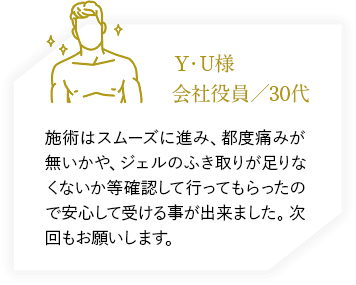 Y・U様
会社役員／30代
施術はスムーズに進み、都度痛みが
無いかや、ジェルのふき取りが足りな
くないか等確認して行ってもらったの
で安心して受ける事が出来ました。次
回もお願いします。